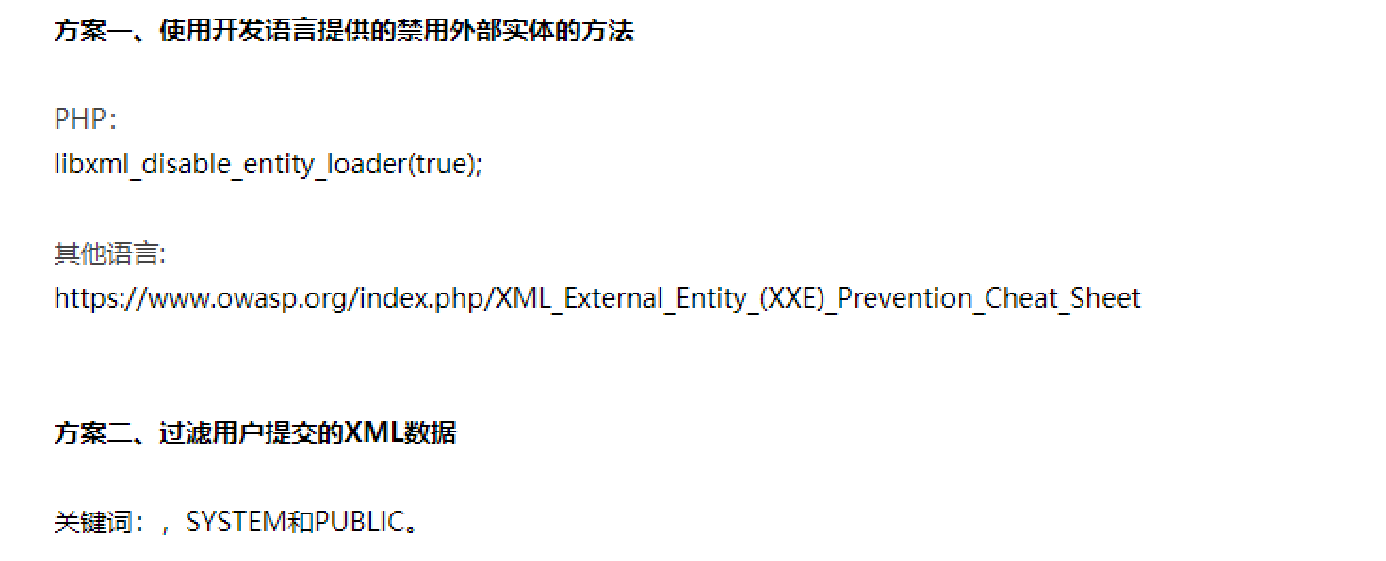 方案一、使用开发语言提供的禁用外部实体的方法
PHP：
libxml_disable_entity_loader(true);
其他语言:
https://www.owasp.org/index.php/XML_External_Entity_(XXE)_Prevention_Cheat_Sheet
方案二、过滤用户提交的XML数据
关键词：，SYSTEM和PUBLIC。